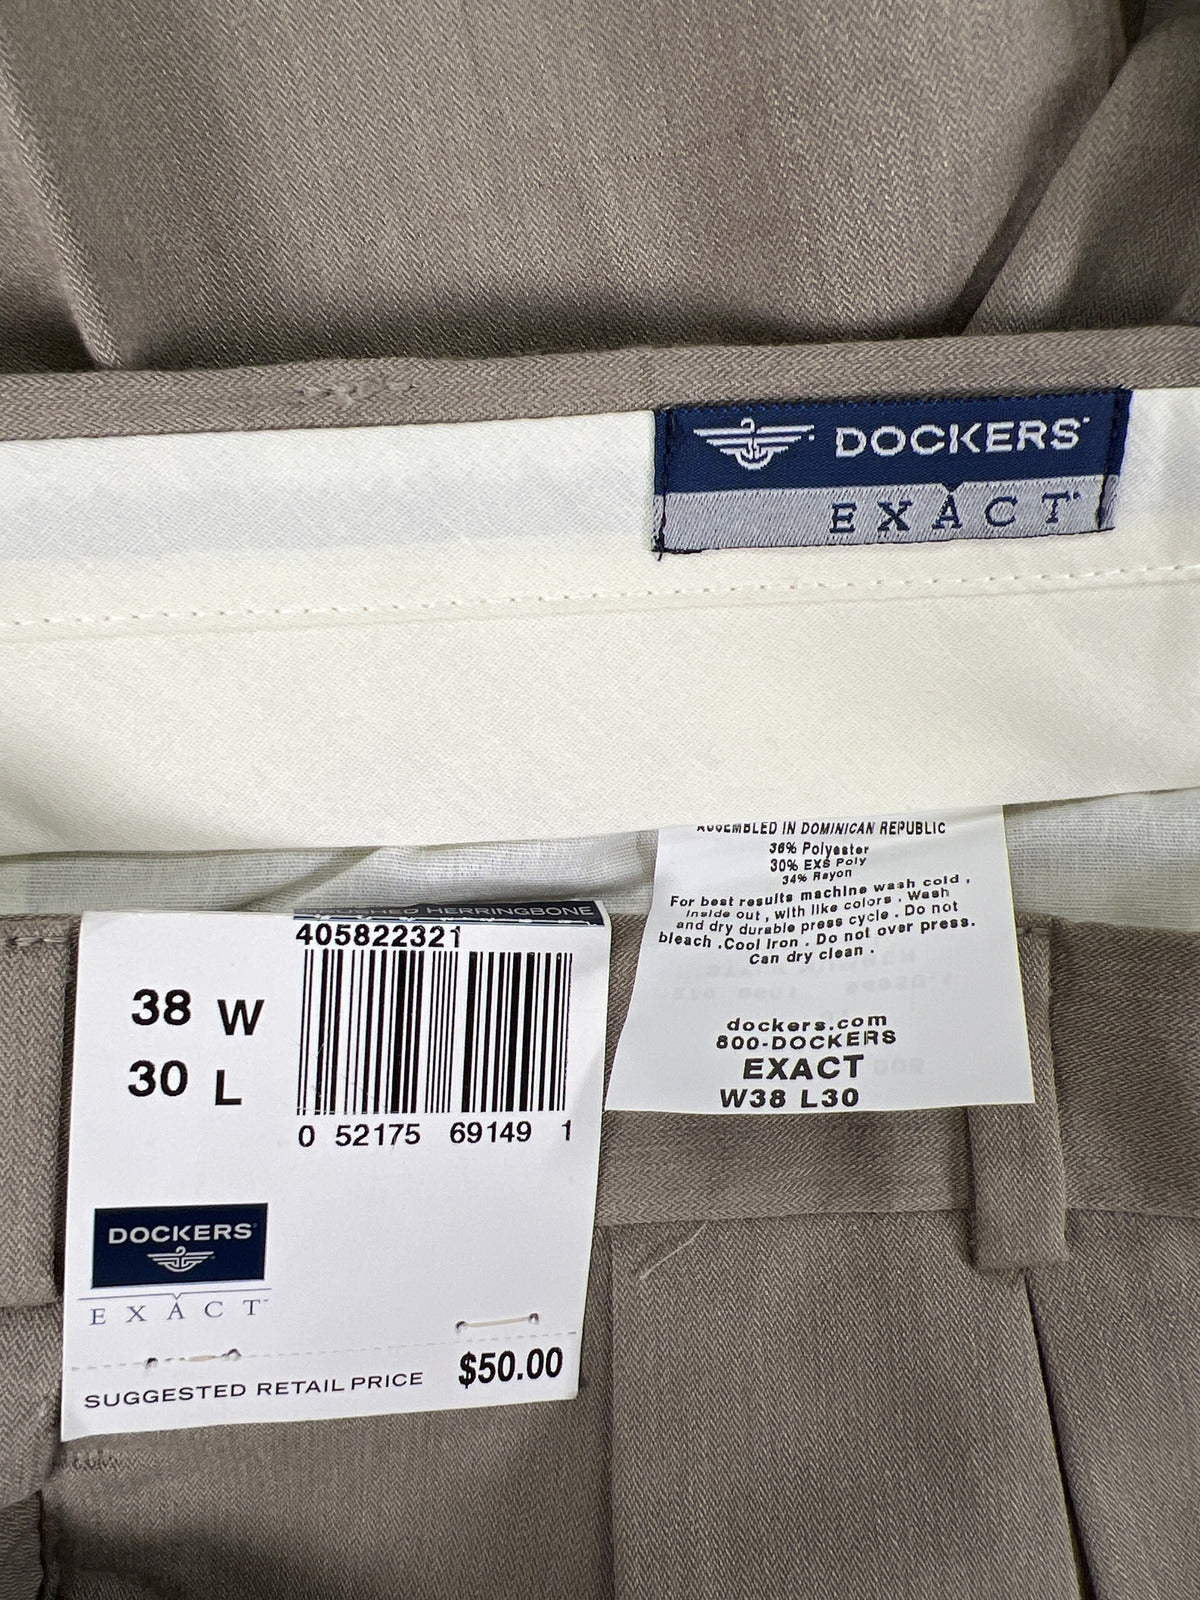 DOCKERS
EXACT
ASSEMBLED IN DOMINICAN REPUBLIC
36% Polyester
30% EXS Poly
34% Rayon
For best results machine wash cold ,
inside out , with like colors . Wash
and dry durable press cycle . Do not
bleach . Cool Iron . Do not over press.
Can dry clean .
dockers.com
800-DOCKERS
EXACT
W38 L30
HERRINGBONE
405822321
38 W
30 L
0 52175 69149 1
DOCKERS
EXACT
SUGGESTED RETAIL PRICE $50.00